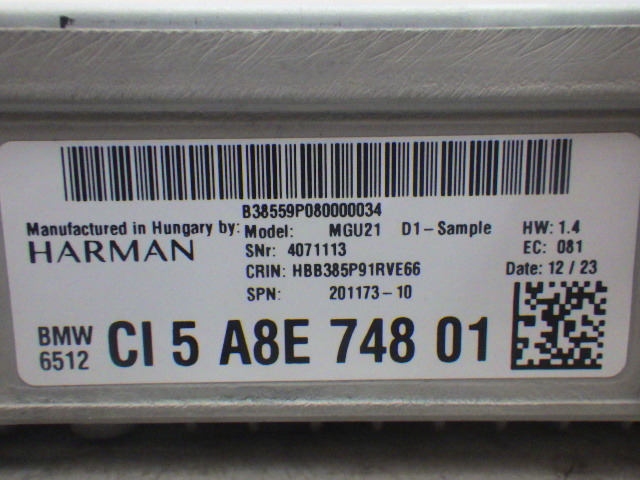 B38559P080000034
Manufactured in Hungary by: Model: MGU21 D1-Sample HW: 1.4
HARMAN SNr: 4071113 EC: 081
CRIN: HBB385P91RVE66 Date: 12 / 23
SPN: 201173-10
BMW
6512 CI 5 A8E 748 01